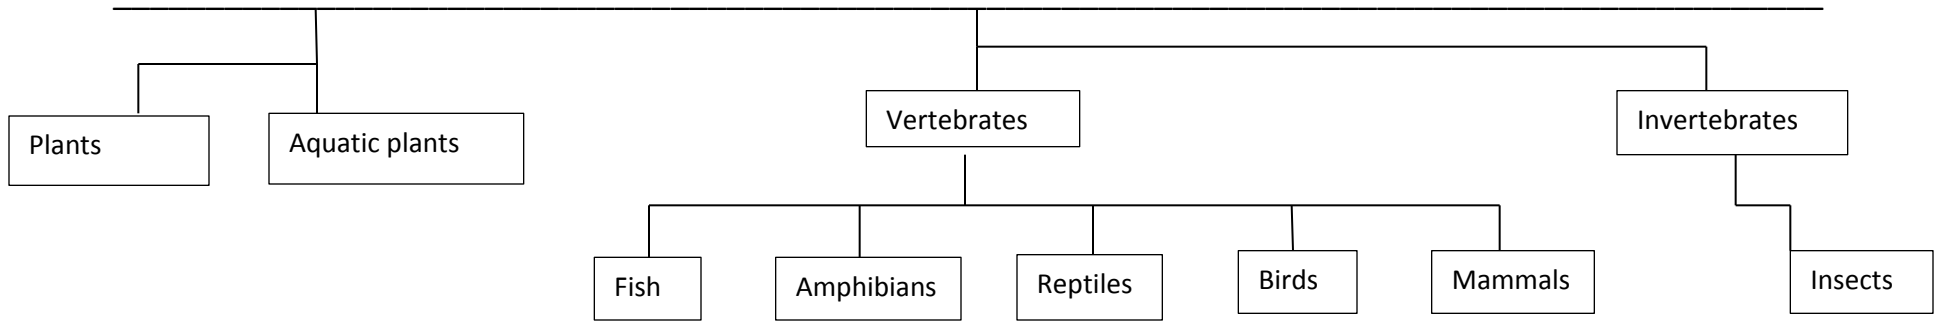 Plants
Aquatic plants
Vertebrates
Invertebrates
Fish
Amphibians
Reptiles
Birds
Mammals
Insects